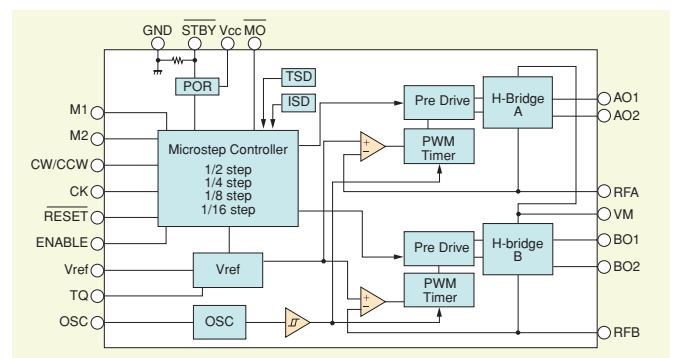 GND STBY Vcc MO
POR
TSD
ISD
M1
M2
CW/CCW
CK
RESET
ENABLE
Vref
TQ
OSC
Microstep Controller
1/2 step
1/4 step
1/8 step
1/16 step
Vref
OSC
+
−
Pre Drive
PWM
Timer
H-Bridge
A
+
−
Pre Drive
PWM
Timer
H-bridge
B
AO1
AO2
RFA
VM
BO1
BO2
RFB